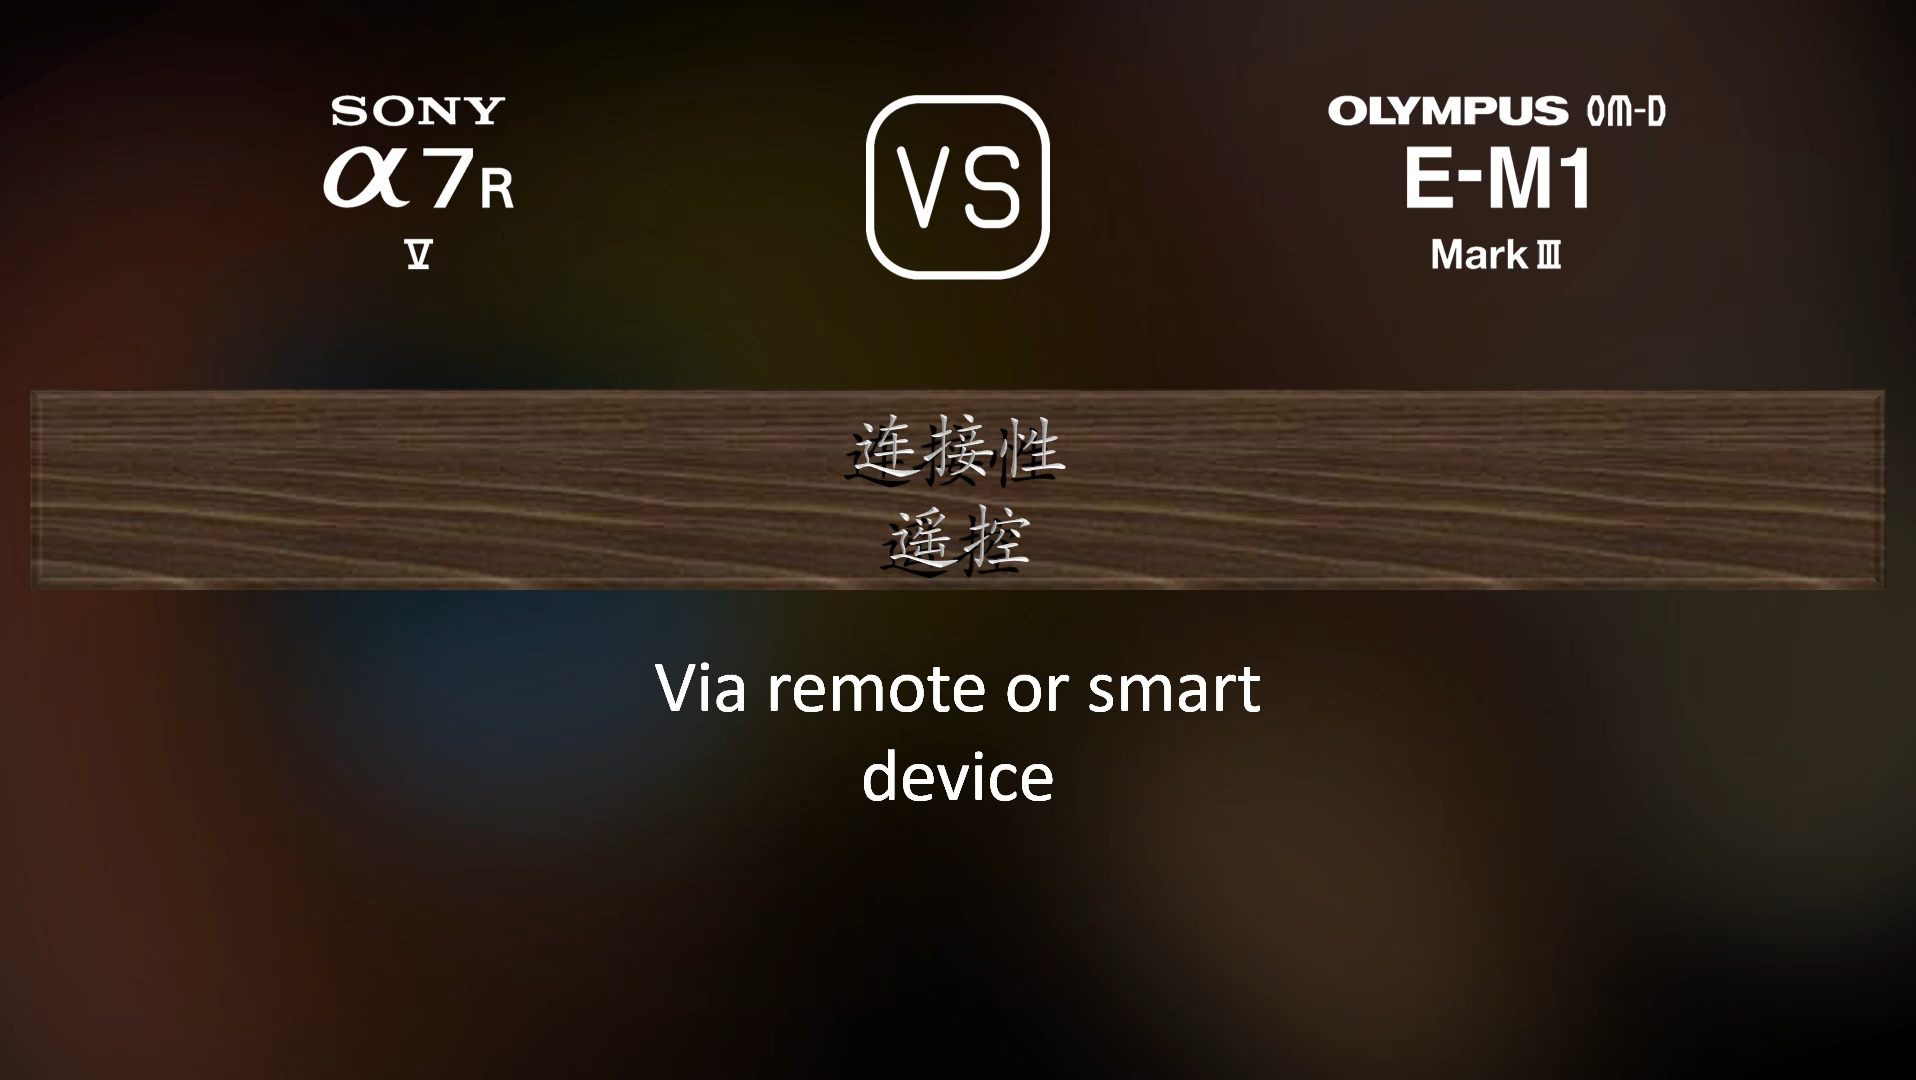 SONY
α7R
V
VS
OLYMPUS OM-D
E-M1
Mark III
连接性
遥控
Via remote or smart
device